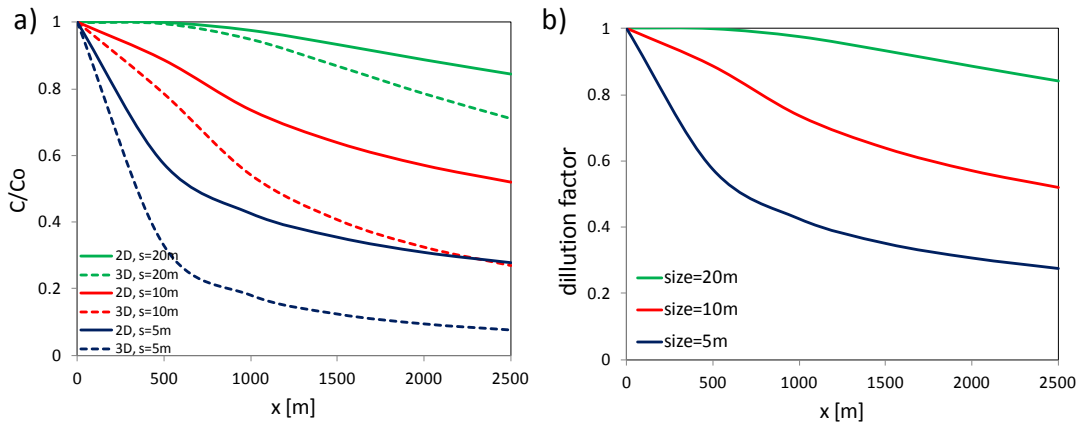 a)
1
0.8
0.6
0.4
0.2
0
C/Co
2D, s=20m
3D, s=20m
2D, s=10m
3D, s=10m
2D, s=5m
3D, s=5m
0 500 1000 1500 2000 2500
x [m]
b)
1
0.8
0.6
0.4
0.2
0
dillution factor
size=20m
size=10m
size=5m
0 500 1000 1500 2000 2500
x [m]